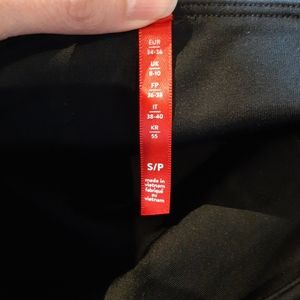 EUR
34-36
UK
8-10
FP
36-38
IT
38-40
KR
55
S/P
made in
vietnam
fabriqué
au
vietnam